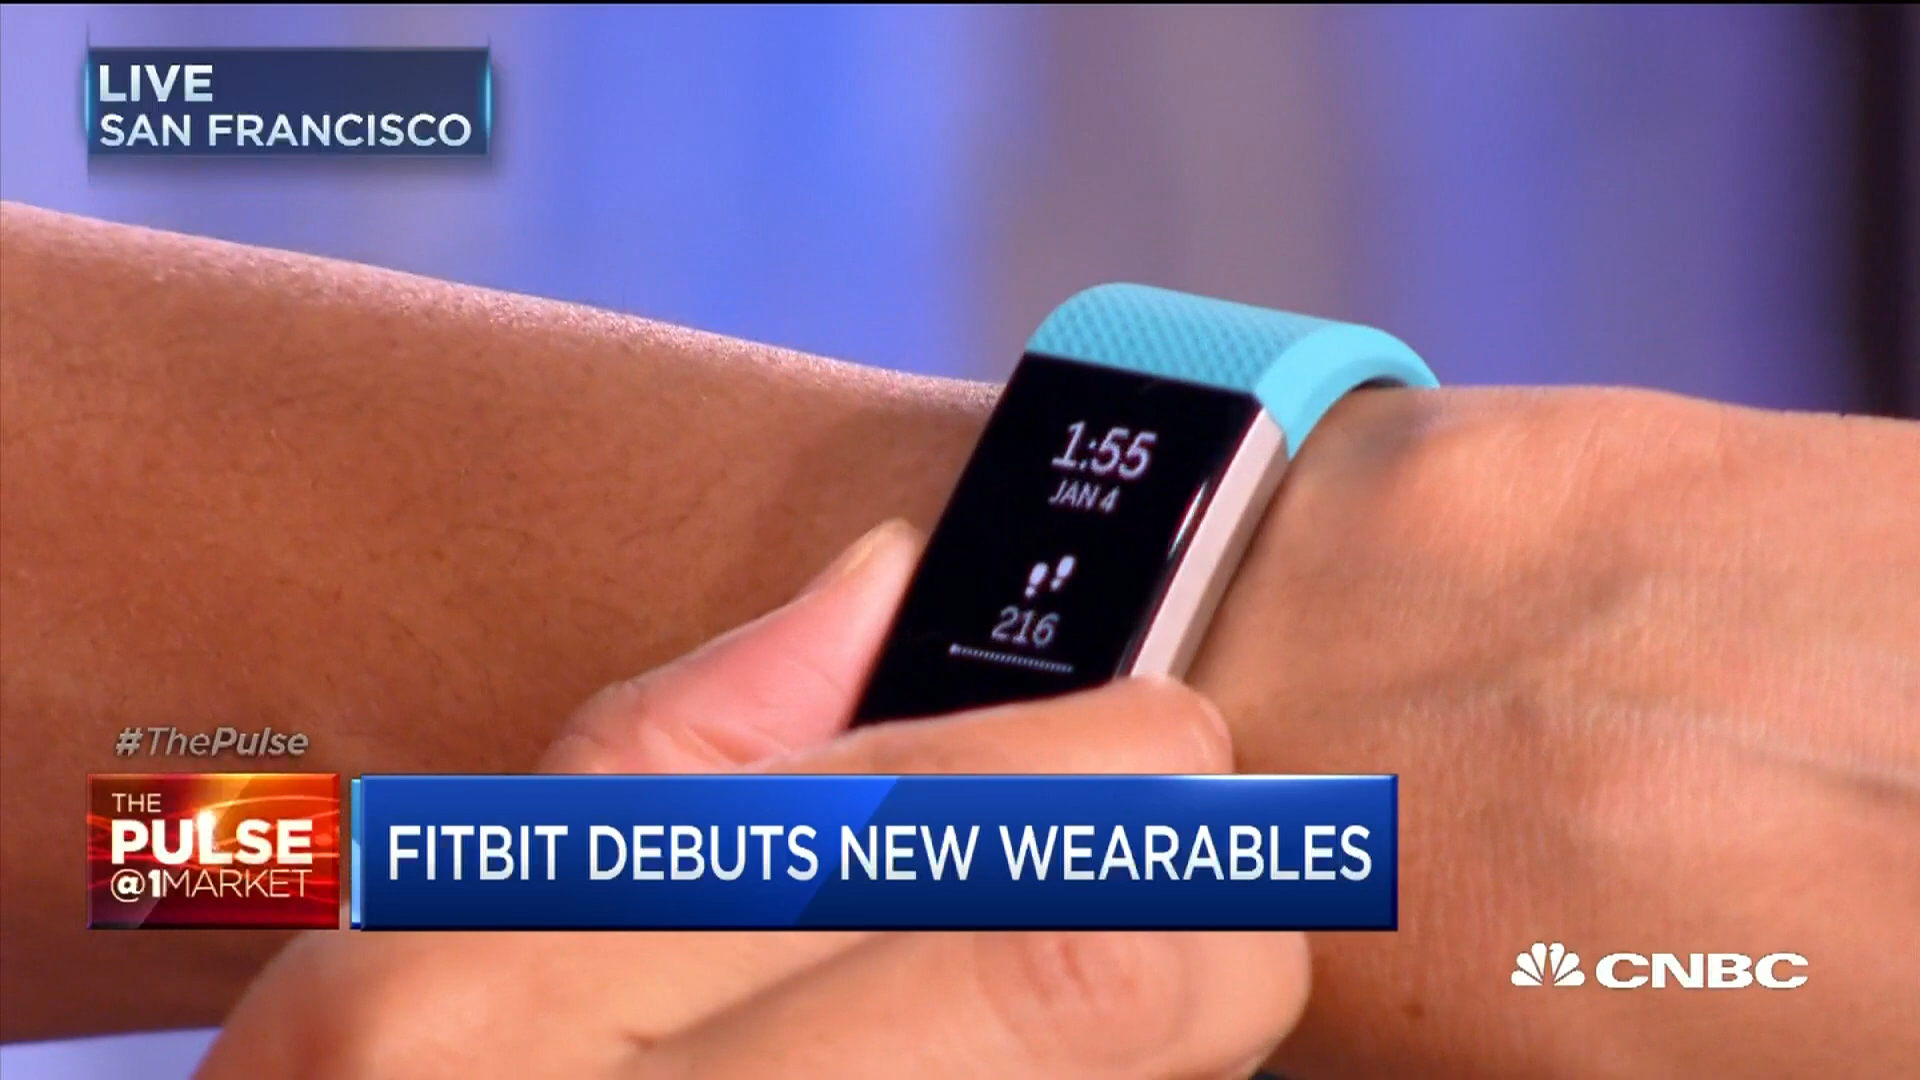 LIVE
SAN FRANCISCO
1:55
JAN 4
216
#ThePulse
THE
PULSE
@1MARKET
FITBIT DEBUTS NEW WEARABLES
CNBC